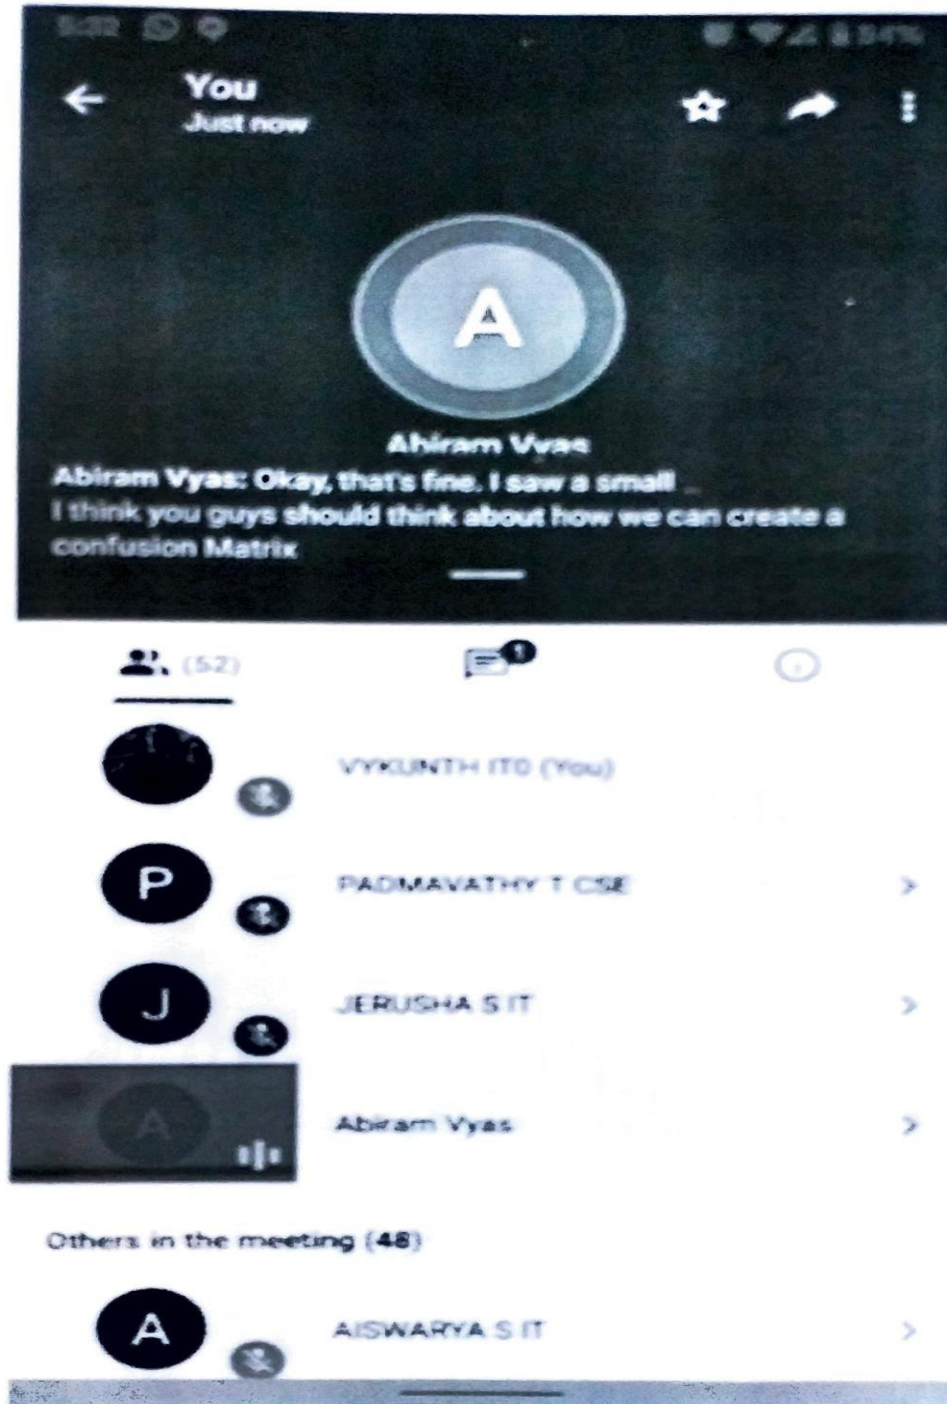 You
Just now
A
Abiram Vyas
Abiram Vyas: Okay, that's fine. I saw a small
I think you guys should think about how we can create a
confusion Matrix
(52)
VYKUNTH IT0 (You)
P
PADMAVATHY T CSE
J
JERUSHA S IT
A
Abiram Vyas
Others in the meeting (48)
A
AISWARYA S IT